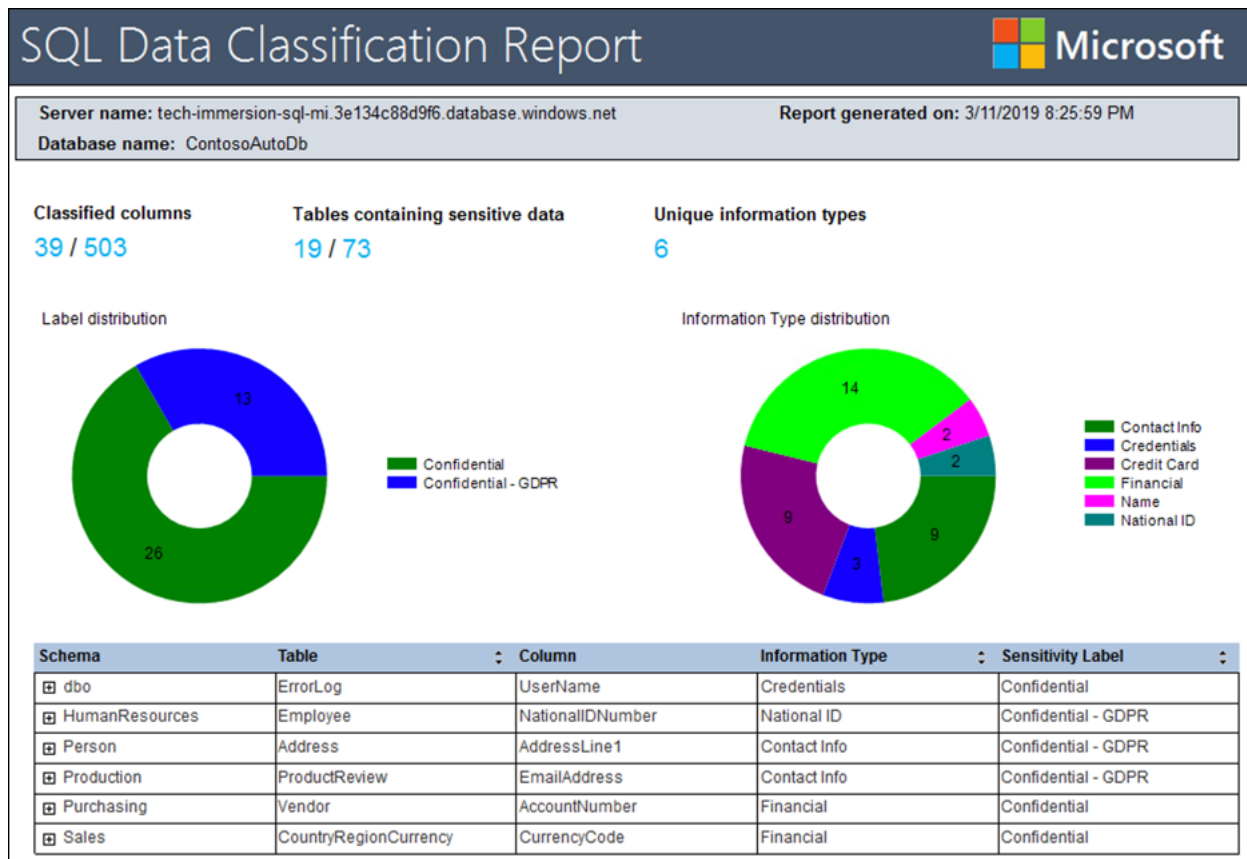 SQL Data Classification Report
Microsoft
Server name: tech-immersion-sql-mi.3e134c88d9f6.database.windows.net
Report generated on: 3/11/2019 8:25:59 PM
Database name: ContosoAutoDb
Classified columns
Tables containing sensitive data
Unique information types
39 / 503
19 / 73
6
Label distribution
13
26
Confidential
Confidential - GDPR
Information Type distribution
14
2
2
9
3
9
Contact Info
Credentials
Credit Card
Financial
Name
National ID
Schema Table Column Information Type Sensitivity Label
dbo ErrorLog UserName Credentials Confidential
HumanResources Employee NationalIDNumber National ID Confidential - GDPR
Person Address AddressLine1 Contact Info Confidential - GDPR
Production ProductReview EmailAddress Contact Info Confidential - GDPR
Purchasing Vendor AccountNumber Financial Confidential
Sales CountryRegionCurrency CurrencyCode Financial Confidential